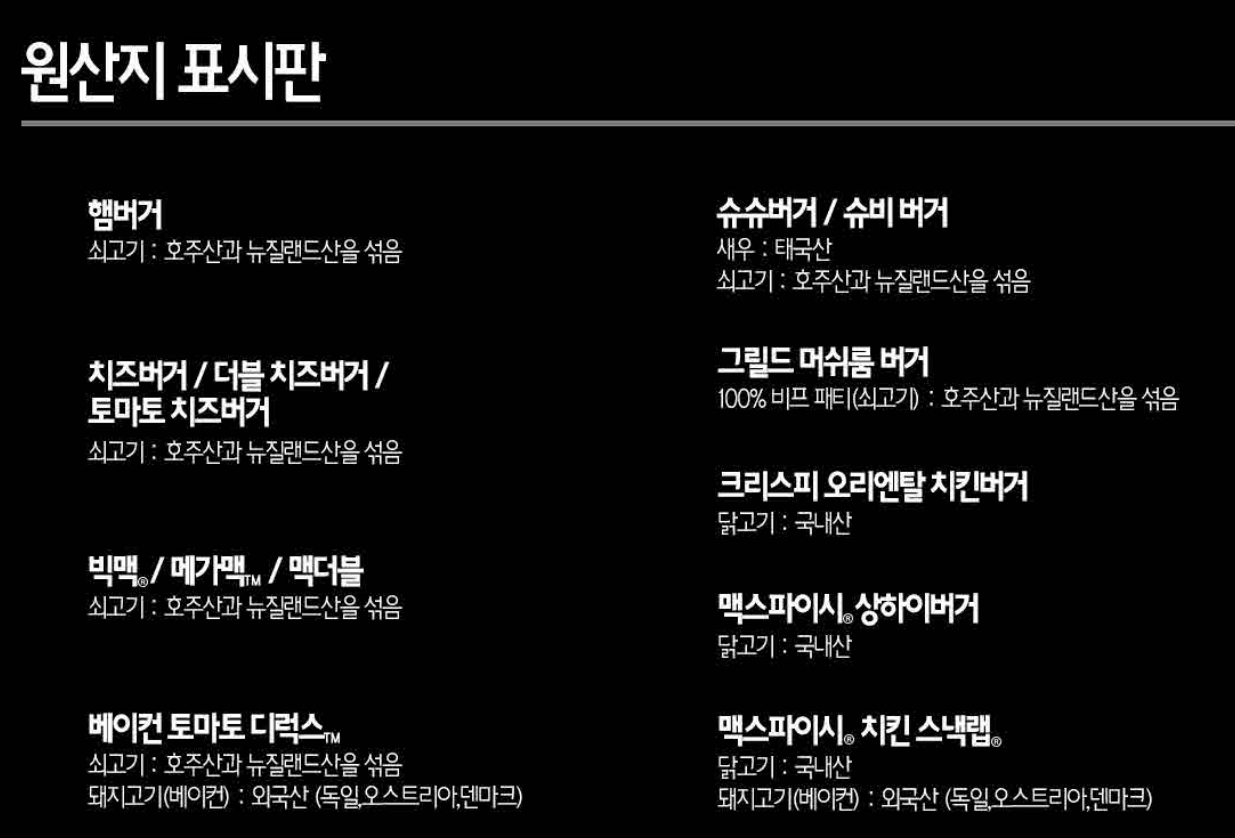 원산지 표시판
햄버거
쇠고기 : 호주산과 뉴질랜드산을 섞음
치즈버거 / 더블 치즈버거 /
토마토 치즈버거
쇠고기 : 호주산과 뉴질랜드산을 섞음
빅맥® / 메가맥™ / 맥더블
쇠고기 : 호주산과 뉴질랜드산을 섞음
베이컨 토마토 디럭스™
쇠고기 : 호주산과 뉴질랜드산을 섞음
돼지고기(베이컨) : 외국산 (독일,오스트리아,덴마크)
슈슈버거 / 슈비 버거
새우 : 태국산
쇠고기 : 호주산과 뉴질랜드산을 섞음
그릴드 머쉬룸 버거
100% 비프 패티(쇠고기) : 호주산과 뉴질랜드산을 섞음
크리스피 오리엔탈 치킨버거
닭고기 : 국내산
맥스파이시® 상하이버거
닭고기 : 국내산
맥스파이시® 치킨 스낵랩®
닭고기 : 국내산
돼지고기(베이컨) : 외국산 (독일,오스트리아,덴마크)